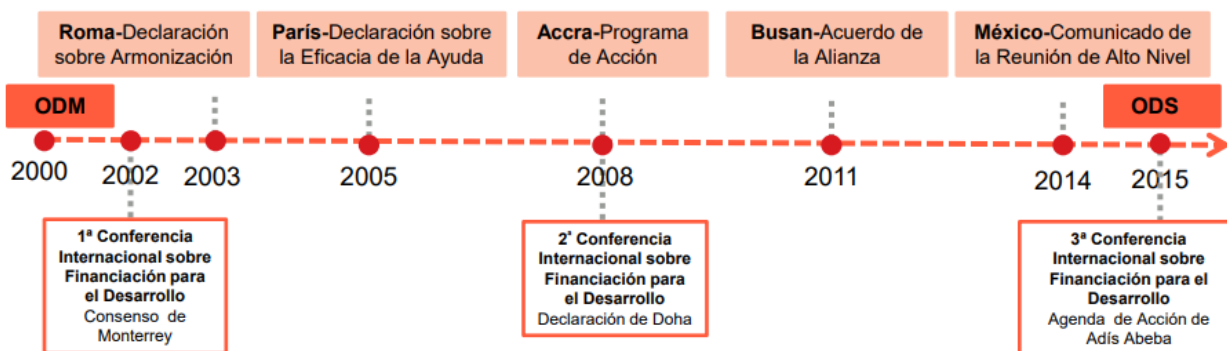 Roma-Declaración
sobre Armonización
París-Declaración sobre
la Eficacia de la Ayuda
Accra-Programa
de Acción
Busan-Acuerdo de
la Alianza
México-Comunicado de
la Reunión de Alto Nivel
ODM
ODS
2000
2002
2003
2005
2008
2011
2014
2015
1ª Conferencia
Internacional sobre
Financiación para
el Desarrollo
Consenso de
Monterrey
2ª Conferencia
Internacional sobre
Financiación para
el Desarrollo
Declaración de Doha
3ª Conferencia
Internacional sobre
Financiación para el
Desarrollo
Agenda de Acción de
Adís Abeba